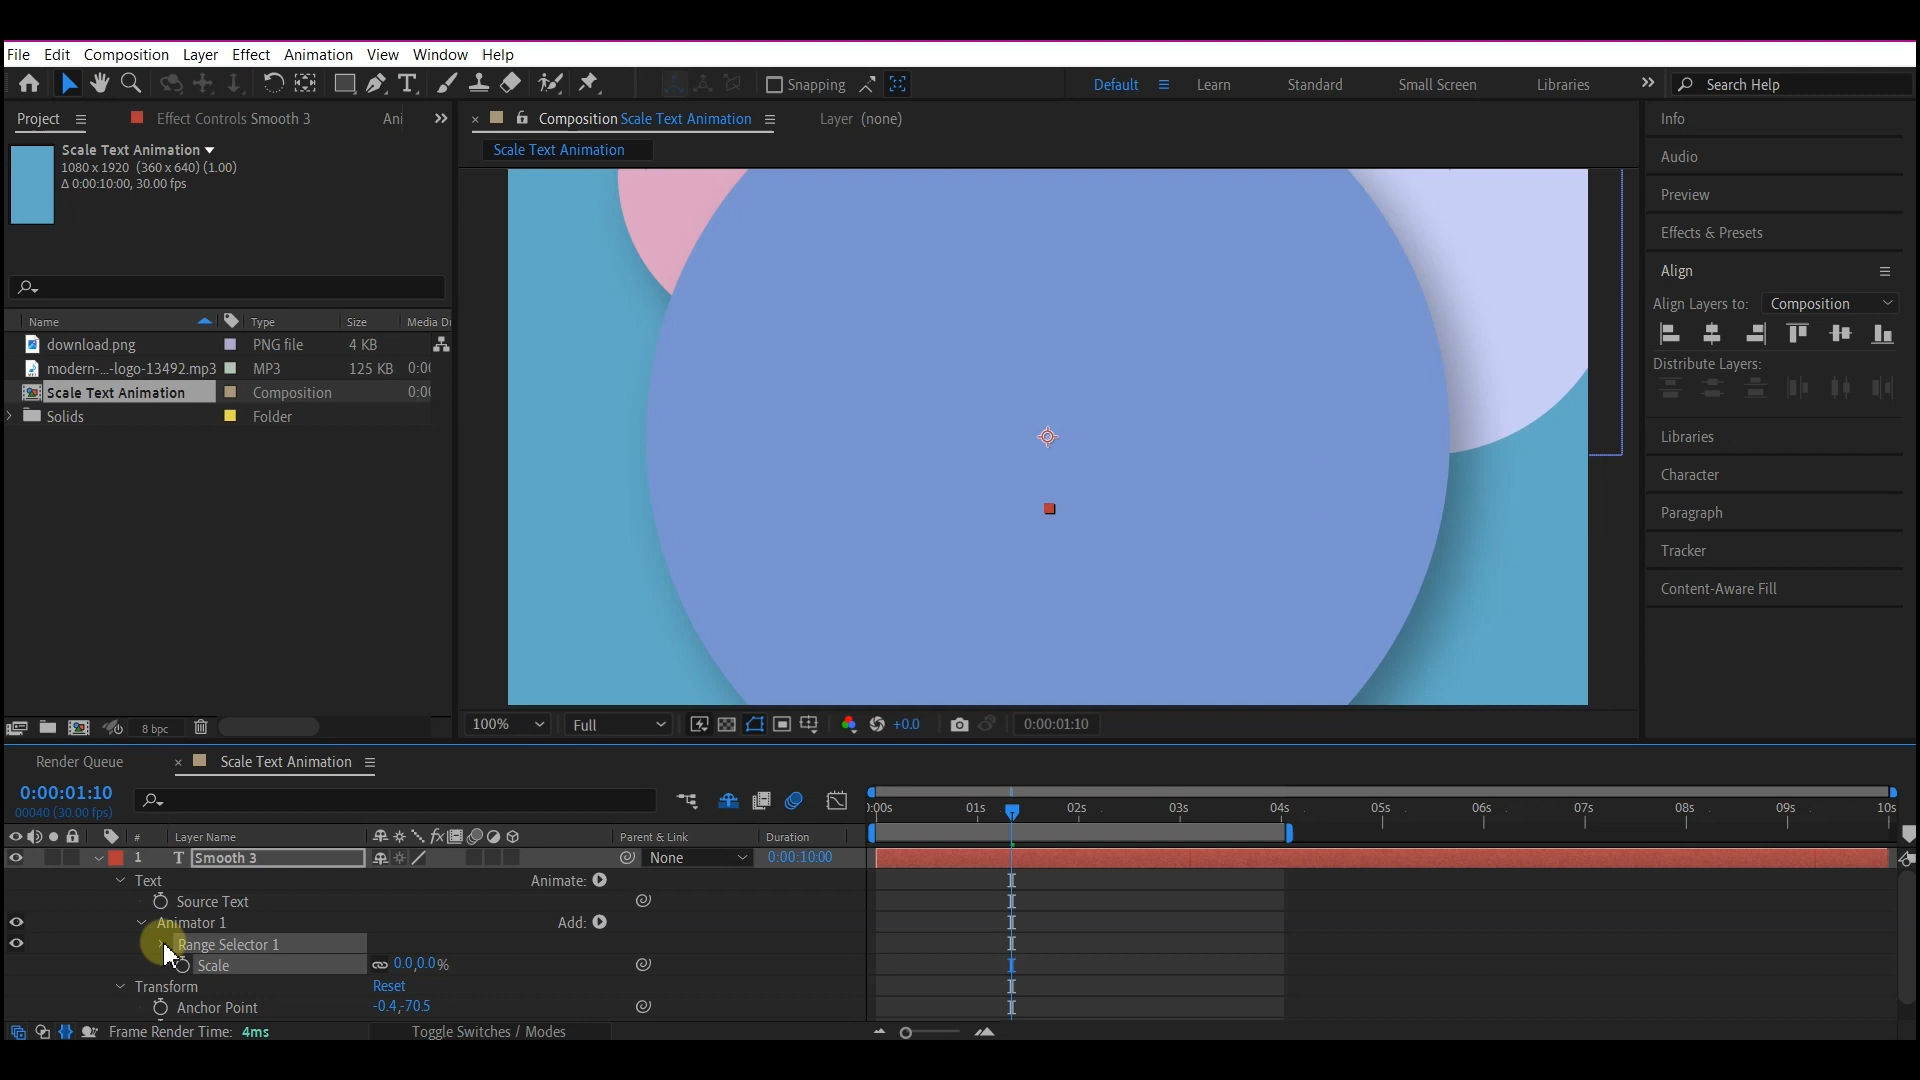 File Edit Composition Layer Effect Animation View Window Help
Snapping Default Learn Standard Small Screen Libraries Search Help
Project Effect Controls Smooth 3 Ani
Composition Scale Text Animation Layer (none)
Scale Text Animation
Scale Text Animation
1080 x 1920 (360 x 640) (1.00)
Δ 0:00:10:00, 30.00 fps
Name Type Size Media D
download.png PNG file 4 KB
modern-...-logo-13492.mp3 MP3 125 KB 0:00
Scale Text Animation Composition 0:00
Solids Folder
8 bpc
100% Full +0.0 0:00:01:10
Info
Audio
Preview
Effects & Presets
Align
Align Layers to: Composition
Distribute Layers:
Libraries
Character
Paragraph
Tracker
Content-Aware Fill
Render Queue Scale Text Animation
0:00:01:10
00040 (30.00 fps)
):00s 01s 02s 03s 04s 05s 06s 07s 08s 09s 10s
# Layer Name fx Parent & Link Duration
1 T Smooth 3 None 0:00:10:00
Text Animate:
Source Text
Animator 1 Add:
Range Selector 1
Scale 0.0,0.0%
Transform Reset
Anchor Point -0.4,-70.5
Frame Render Time: 4ms Toggle Switches / Modes